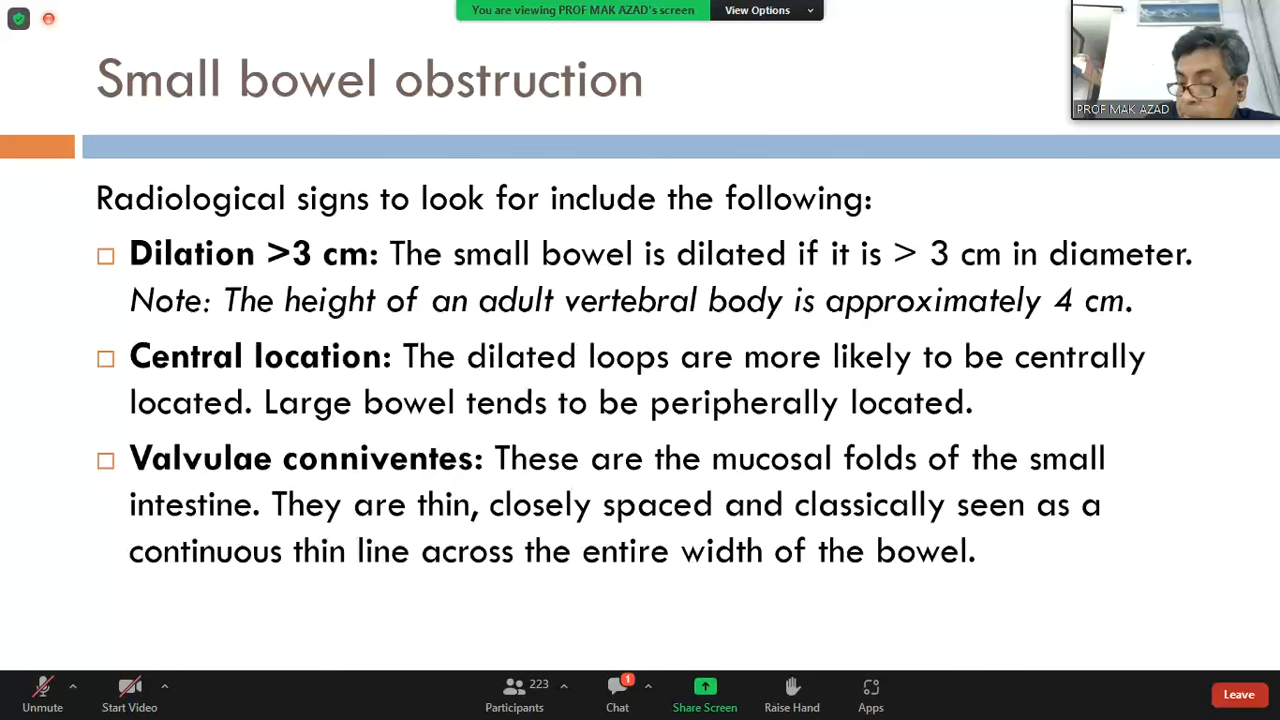 You are viewing PROF MAK AZAD's screen
View Options
Small bowel obstruction
PROF MAK AZAD
Radiological signs to look for include the following:
Dilation >3 cm: The small bowel is dilated if it is > 3 cm in diameter.
Note: The height of an adult vertebral body is approximately 4 cm.
Central location: The dilated loops are more likely to be centrally
located. Large bowel tends to be peripherally located.
Valvulae conniventes: These are the mucosal folds of the small
intestine. They are thin, closely spaced and classically seen as a
continuous thin line across the entire width of the bowel.
223
1
Unmute
Start Video
Participants
Chat
Share Screen
Raise Hand
Apps
Leave